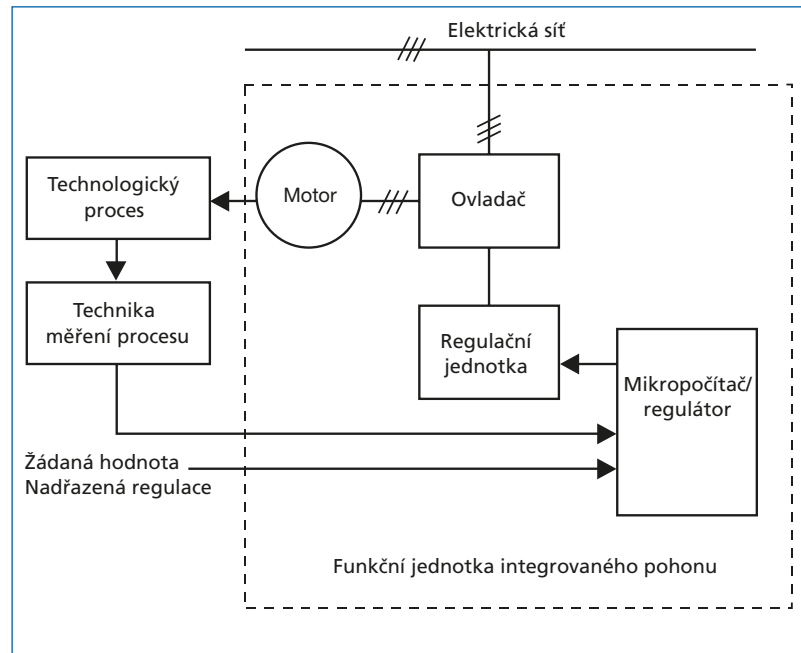 Elektrická síť
Technologický
proces
Motor
Ovladač
Technika
měření procesu
Regulační
jednotka
Mikropočítač/
regulátor
Žádaná hodnota
Nadřazená regulace
Funkční jednotka integrovaného pohonu